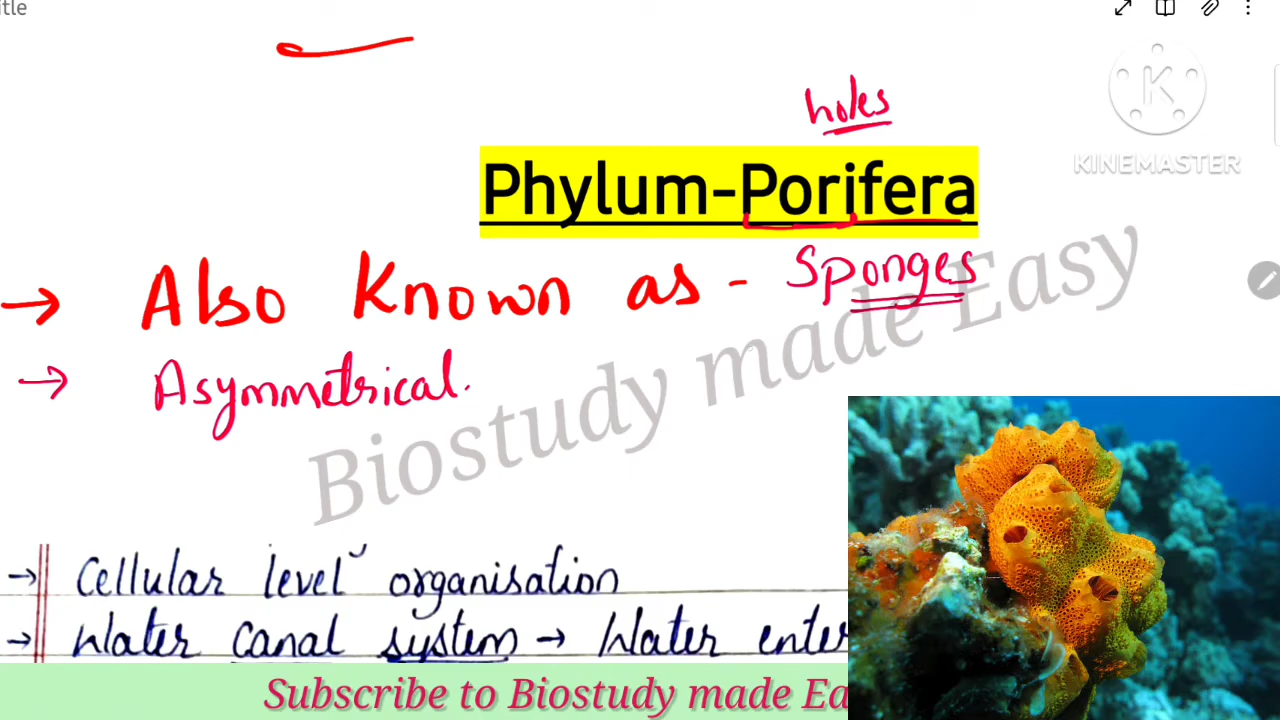 itle
KINEMASTER
holes
Phylum-Porifera
→ Also Known as - Sponges
→ Asymmetrical.
Biostudy made Easy
→ Cellular level organisation
→ Water canal system → Water enter
Subscribe to Biostudy made Ea